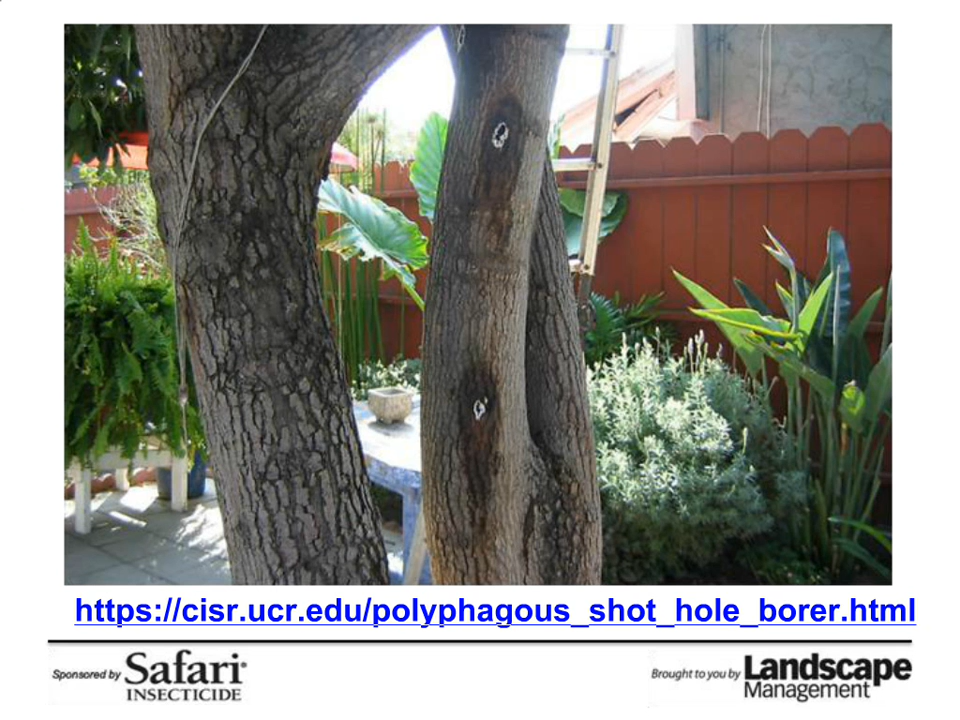 https://cisr.ucr.edu/polyphagous_shot_hole_borer.html
Sponsored by Safari®
INSECTICIDE
Brought to you by Landscape
Management